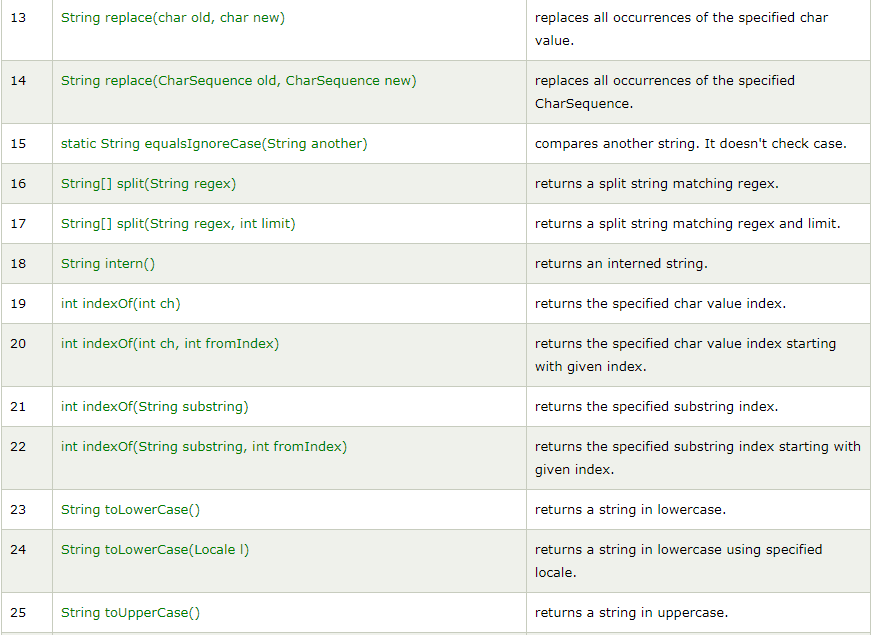 13 String replace(char old, char new) replaces all occurrences of the specified char
value.
14 String replace(CharSequence old, CharSequence new) replaces all occurrences of the specified
CharSequence.
15 static String equalsIgnoreCase(String another) compares another string. It doesn't check case.
16 String[] split(String regex) returns a split string matching regex.
17 String[] split(String regex, int limit) returns a split string matching regex and limit.
18 String intern() returns an interned string.
19 int indexOf(int ch) returns the specified char value index.
20 int indexOf(int ch, int fromIndex) returns the specified char value index starting
with given index.
21 int indexOf(String substring) returns the specified substring index.
22 int indexOf(String substring, int fromIndex) returns the specified substring index starting with
given index.
23 String toLowerCase() returns a string in lowercase.
24 String toLowerCase(Locale l) returns a string in lowercase using specified
locale.
25 String toUpperCase() returns a string in uppercase.